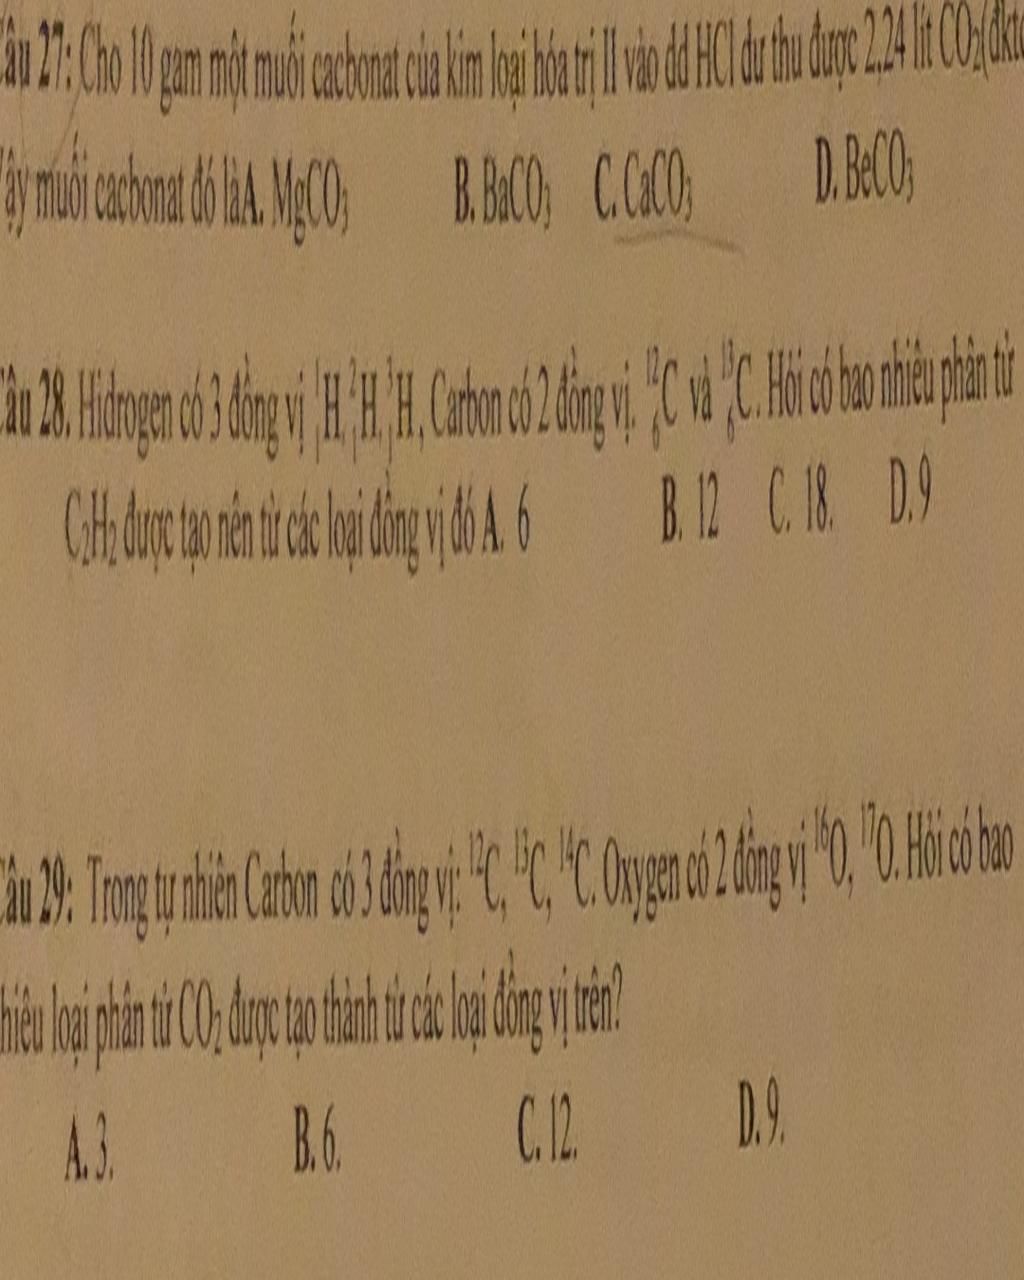 âu 27: Cho 10 gam một muối cacbonat của kim loại hóa trị II vào dd HCl dư thu được 2,24 lít CO₂(đktc
ậy muối cacbonat đó làA. MgCO₃ B. BaCO₃ C. CaCO₃ D. BeCO₃
âu 28. Hidrogen có 3 đồng vị ¹₁H, ²₁H, ³₁H, Carbon có 2 đồng vị. ¹²₆C và ¹³₆C. Hỏi có bao nhiêu phân tử
C₂H₂ được tạo nên từ các loại đồng vị đó A. 6 B. 12 C. 18. D. 9
âu 29: Trong tự nhiên Carbon có 3 đồng vị: ¹²C, ¹³C, ¹⁴C. Oxygen có 2 đồng vị ¹⁶O, ¹⁷O. Hỏi có bao
hiêu loại phân tử CO₂ được tạo thành từ các loại đồng vị trên?
A. 3. B. 6. C. 12. D. 9.